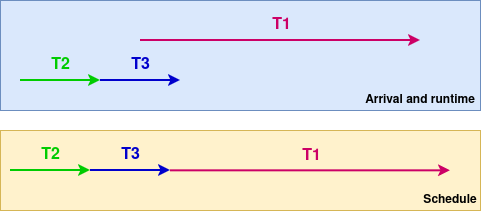 T1
T2 T3
Arrival and runtime
T2 T3 T1
Schedule